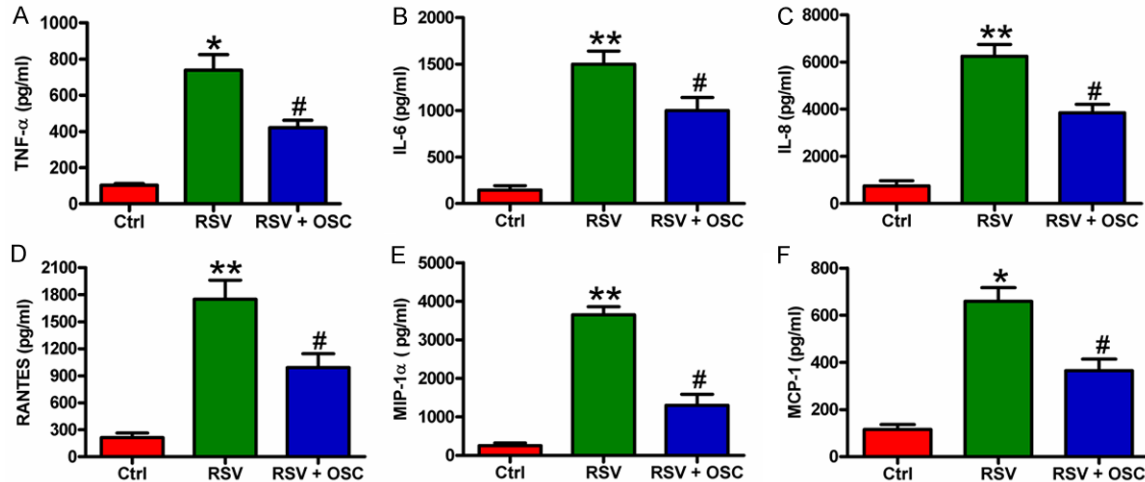 A
TNF-α (pg/ml)
1000
800
600
400
200
0
*
#
Ctrl
RSV
RSV + OSC
B
IL-6 (pg/ml)
2000
1500
1000
500
0
**
#
Ctrl
RSV
RSV + OSC
C
IL-8 (pg/ml)
8000
6000
4000
2000
0
**
#
Ctrl
RSV
RSV + OSC
D
RANTES (pg/ml)
2100
1800
1500
1200
900
600
300
0
**
#
Ctrl
RSV
RSV + OSC
E
MIP-1α ( pg/ml)
5000
4000
3000
2000
1000
0
**
#
Ctrl
RSV
RSV + OSC
F
MCP-1 (pg/ml)
800
600
400
200
0
*
#
Ctrl
RSV
RSV + OSC